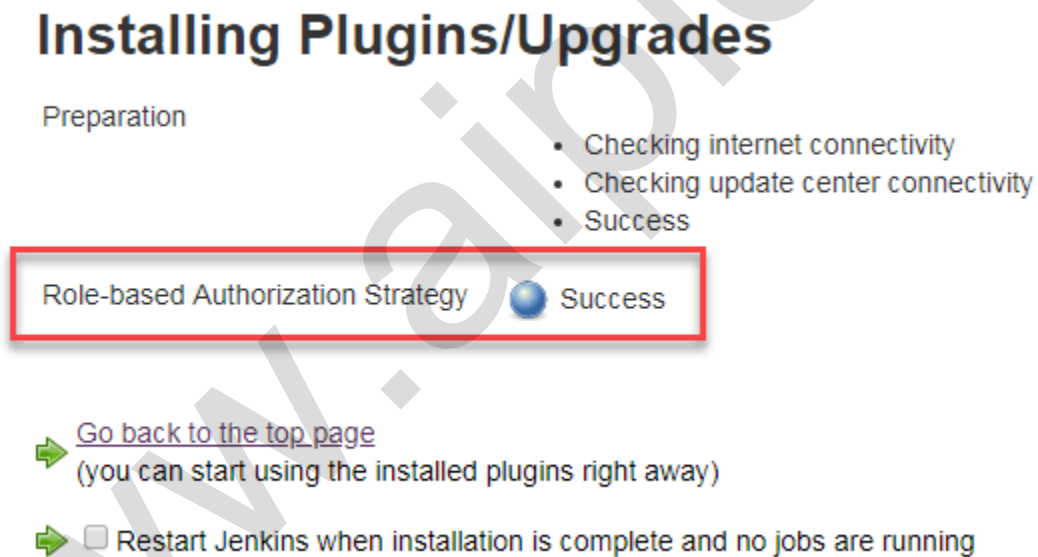 Installing Plugins/Upgrades
Preparation
• Checking internet connectivity
• Checking update center connectivity
• Success
Role-based Authorization Strategy Success
Go back to the top page
(you can start using the installed plugins right away)
Restart Jenkins when installation is complete and no jobs are running